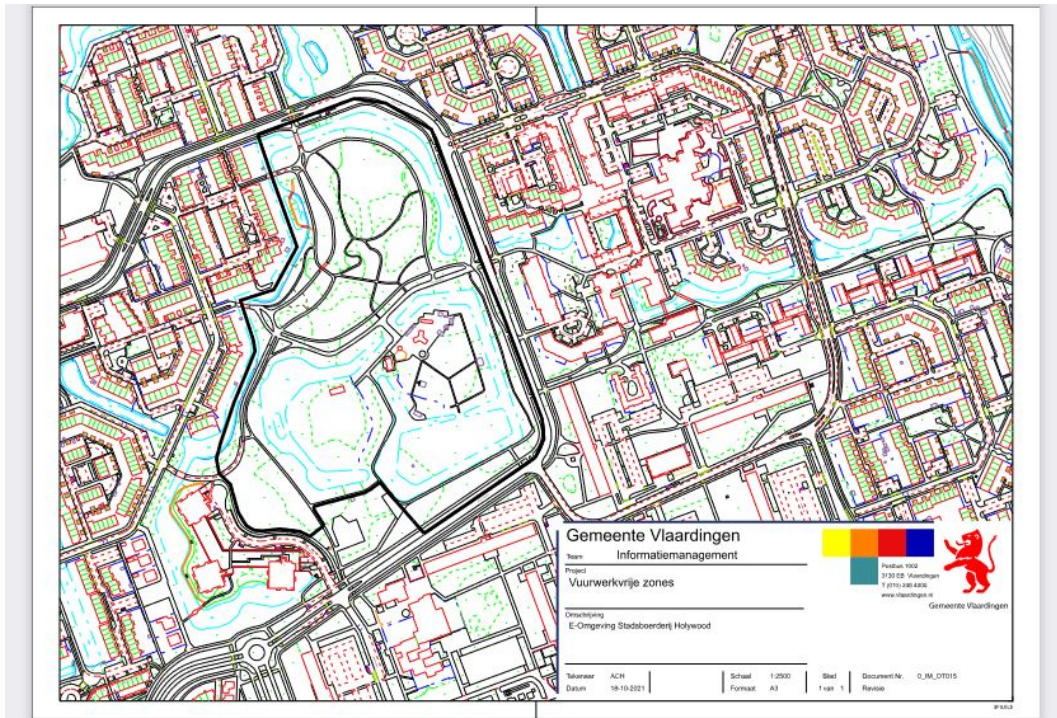 Gemeente Vlaardingen
Team Informatiemanagement
Project
Vuurwerkvrije zones
Omschrijving
E-Omgeving Stadsboerderij Holywood
Tekenaar ACH Schaal 1:2500 Blad Document Nr. 0_IM_OT015
Datum 18-10-2021 Formaat A3 1 van 1 Revisie
Postbus 1002
3130 EB Vlaardingen
www.vlaardingen.nl
Gemeente Vlaardingen